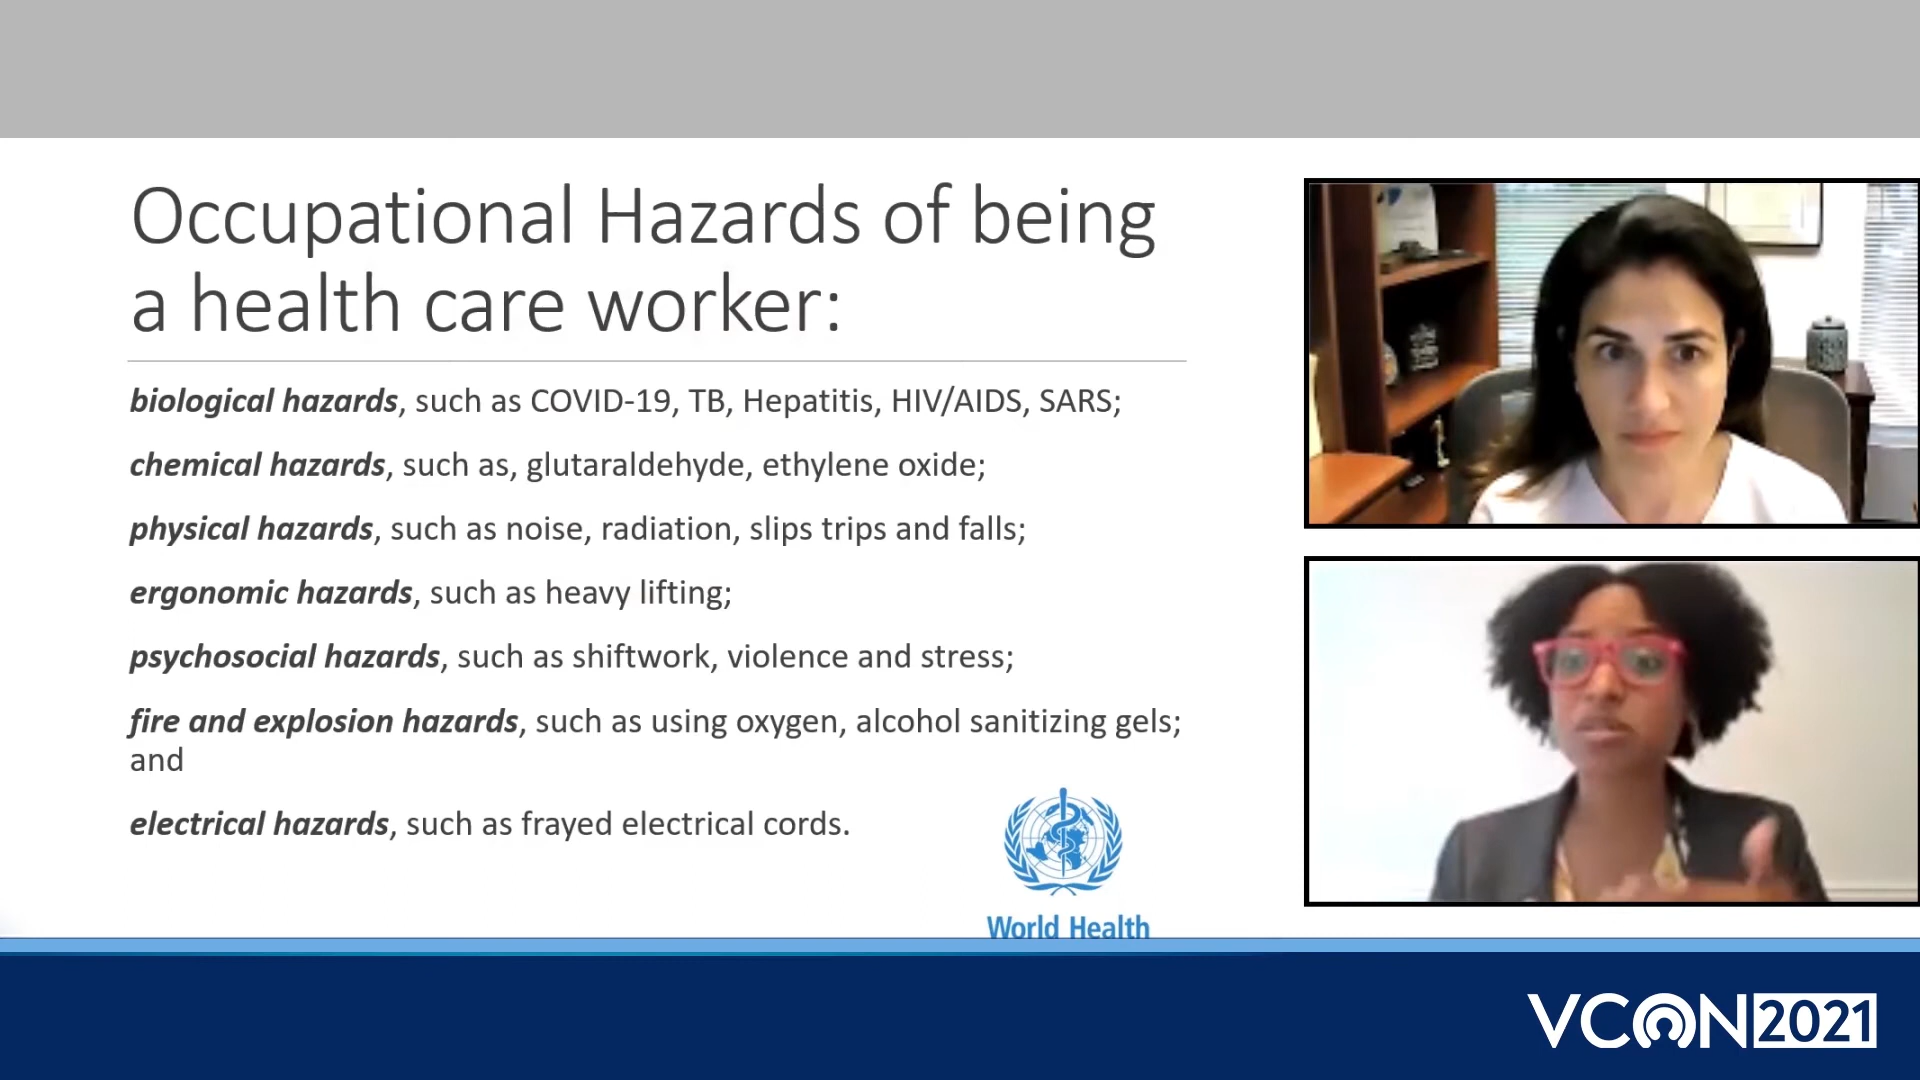 Occupational Hazards of being
a health care worker:
biological hazards, such as COVID-19, TB, Hepatitis, HIV/AIDS, SARS;
chemical hazards, such as, glutaraldehyde, ethylene oxide;
physical hazards, such as noise, radiation, slips trips and falls;
ergonomic hazards, such as heavy lifting;
psychosocial hazards, such as shiftwork, violence and stress;
fire and explosion hazards, such as using oxygen, alcohol sanitizing gels;
and
electrical hazards, such as frayed electrical cords.
World Health
VCON2021